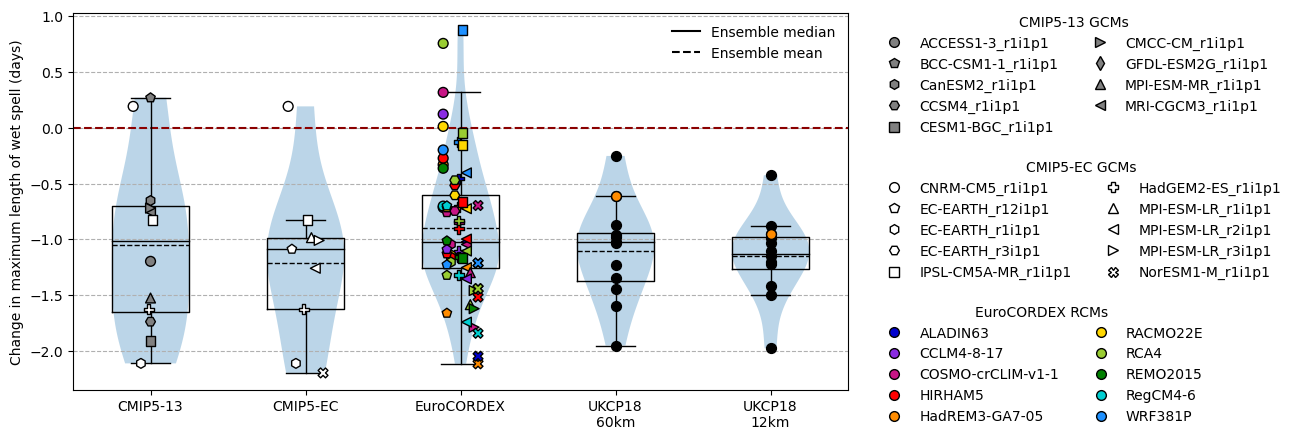 Change in maximum length of wet spell (days)
1.0
0.5
0.0
−0.5
−1.0
−1.5
−2.0
Ensemble median
Ensemble mean
CMIP5-13
CMIP5-EC
EuroCORDEX
UKCP18
60km
UKCP18
12km
CMIP5-13 GCMs
ACCESS1-3_r1i1p1
BCC-CSM1-1_r1i1p1
CanESM2_r1i1p1
CCSM4_r1i1p1
CESM1-BGC_r1i1p1
CMCC-CM_r1i1p1
GFDL-ESM2G_r1i1p1
MPI-ESM-MR_r1i1p1
MRI-CGCM3_r1i1p1
CMIP5-EC GCMs
CNRM-CM5_r1i1p1
EC-EARTH_r12i1p1
EC-EARTH_r1i1p1
EC-EARTH_r3i1p1
IPSL-CM5A-MR_r1i1p1
HadGEM2-ES_r1i1p1
MPI-ESM-LR_r1i1p1
MPI-ESM-LR_r2i1p1
MPI-ESM-LR_r3i1p1
NorESM1-M_r1i1p1
EuroCORDEX RCMs
ALADIN63
CCLM4-8-17
COSMO-crCLIM-v1-1
HIRHAM5
HadREM3-GA7-05
RACMO22E
RCA4
REMO2015
RegCM4-6
WRF381P